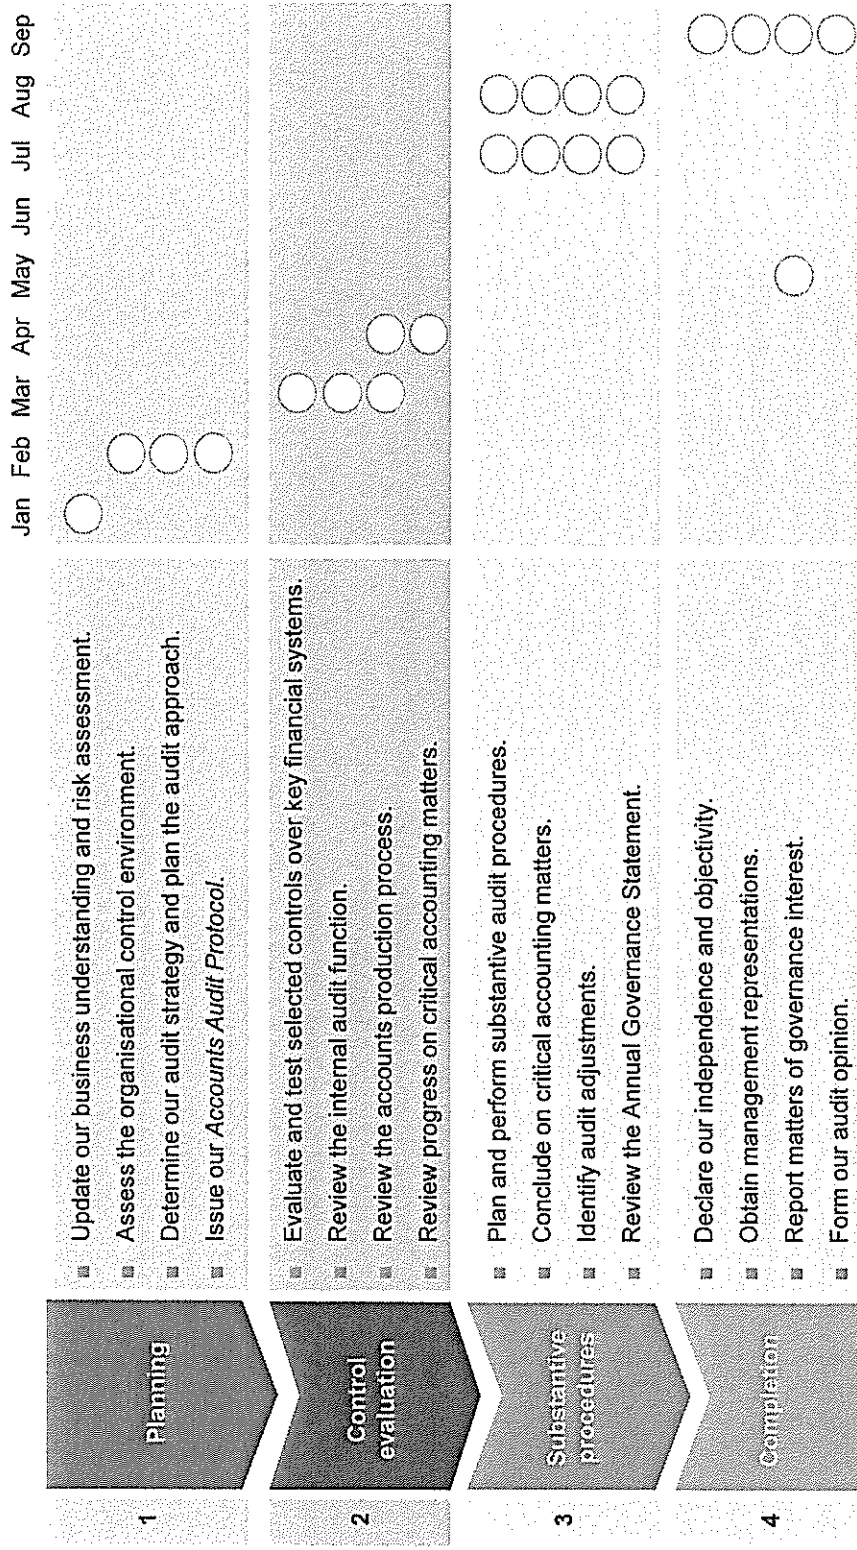 Jan Feb Mar Apr May Jun Jul Aug Sep
1
Planning
Update our business understanding and risk assessment.
Assess the organisational control environment.
Determine our audit strategy and plan the audit approach.
Issue our Accounts Audit Protocol.
2
Control
evaluation
Evaluate and test selected controls over key financial systems.
Review the internal audit function.
Review the accounts production process.
Review progress on critical accounting matters.
3
Substantive
procedures
Plan and perform substantive audit procedures.
Conclude on critical accounting matters.
Identify audit adjustments.
Review the Annual Governance Statement.
4
Completion
Declare our independence and objectivity.
Obtain management representations.
Report matters of governance interest.
Form our audit opinion.